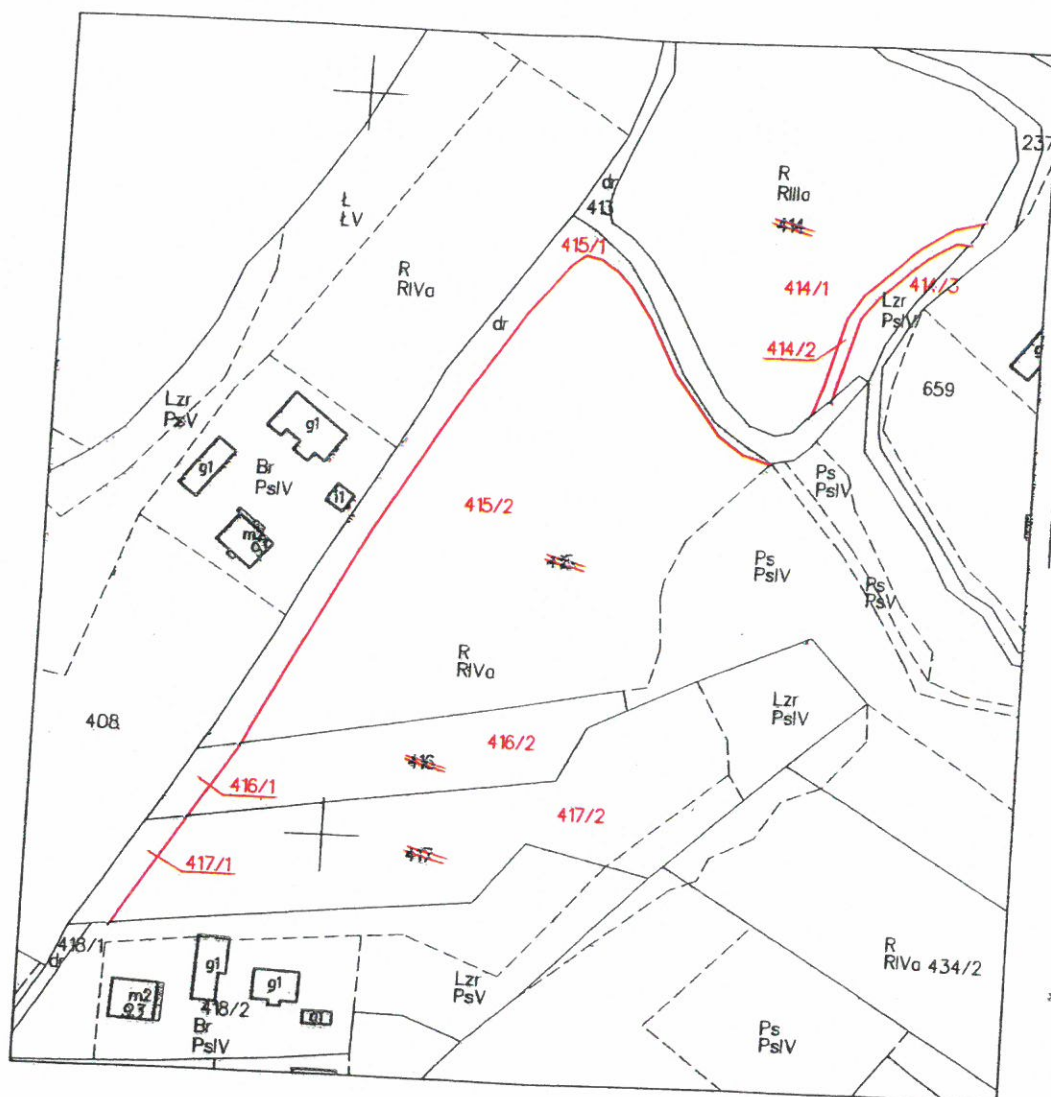 237
R
RIIIa
414
Ł
ŁV
dr
413
415/1
R
RIVa
414/1
414/3
Lzr
PsIV
dr
414/2
659
Lzr
PsV
g1
g1
Br
PsIV
i1
Ps
PsIV
415/2
415
Ps
PsIV
Ps
PsV
R
RIVa
408
Lzr
PsIV
416/2
416
416/1
417/2
417
417/1
418/1
dr
g1
g1
m2
418/2
Br
PsIV
Lzr
PsV
R
RIVa 434/2
Ps
PsIV